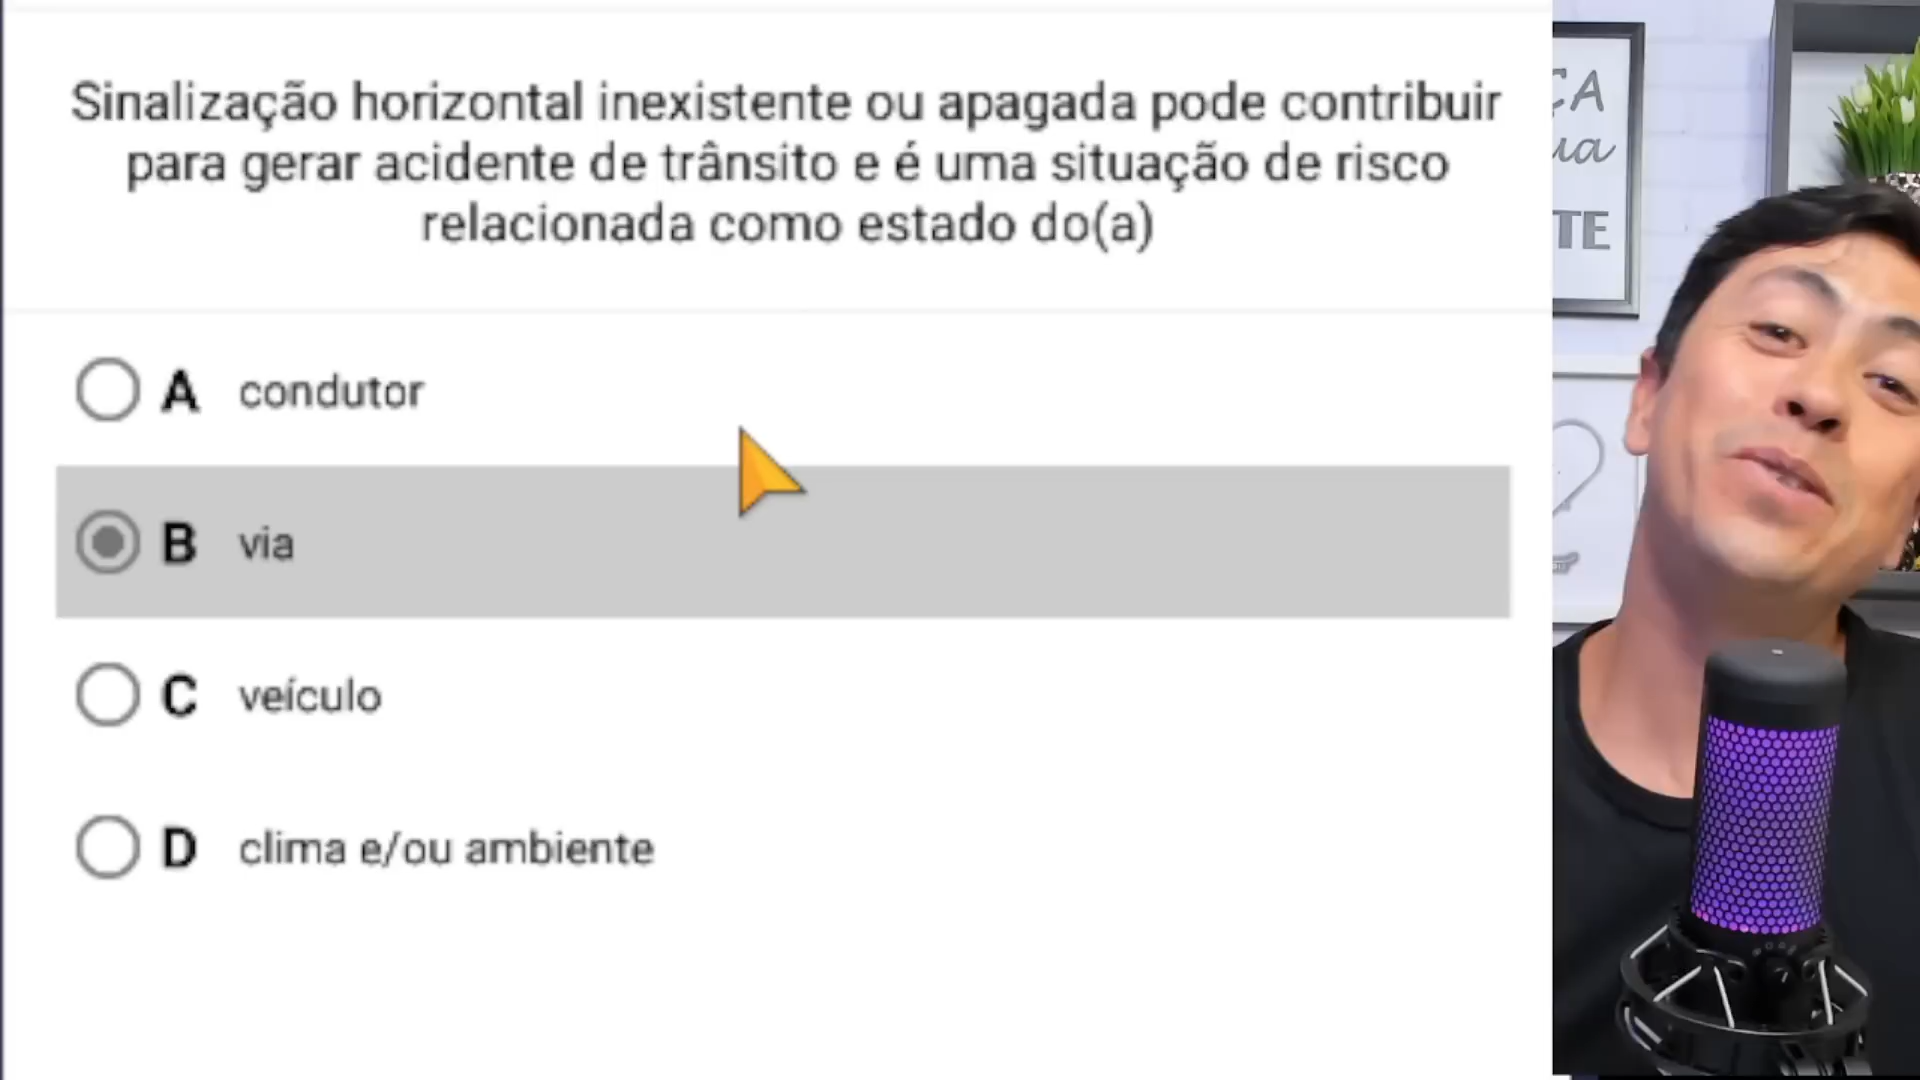 Sinalização horizontal inexistente ou apagada pode contribuir
para gerar acidente de trânsito e é uma situação de risco
relacionada como estado do(a)
A condutor
B via
C veículo
D clima e/ou ambiente
TE